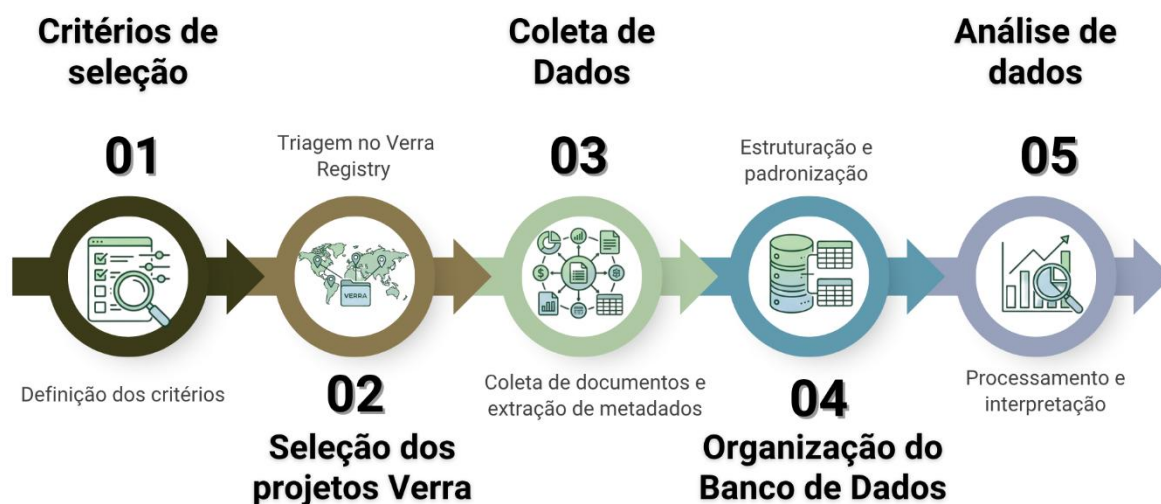 Critérios de
seleção
01
Definição dos critérios
Triagem no Verra
Registry
VERRA
02
Seleção dos
projetos Verra
Coleta de
Dados
03
$
Coleta de documentos e
extração de metadados
Estruturação e
padronização
04
Organização do
Banco de Dados
Análise de
dados
05
Processamento e
interpretação